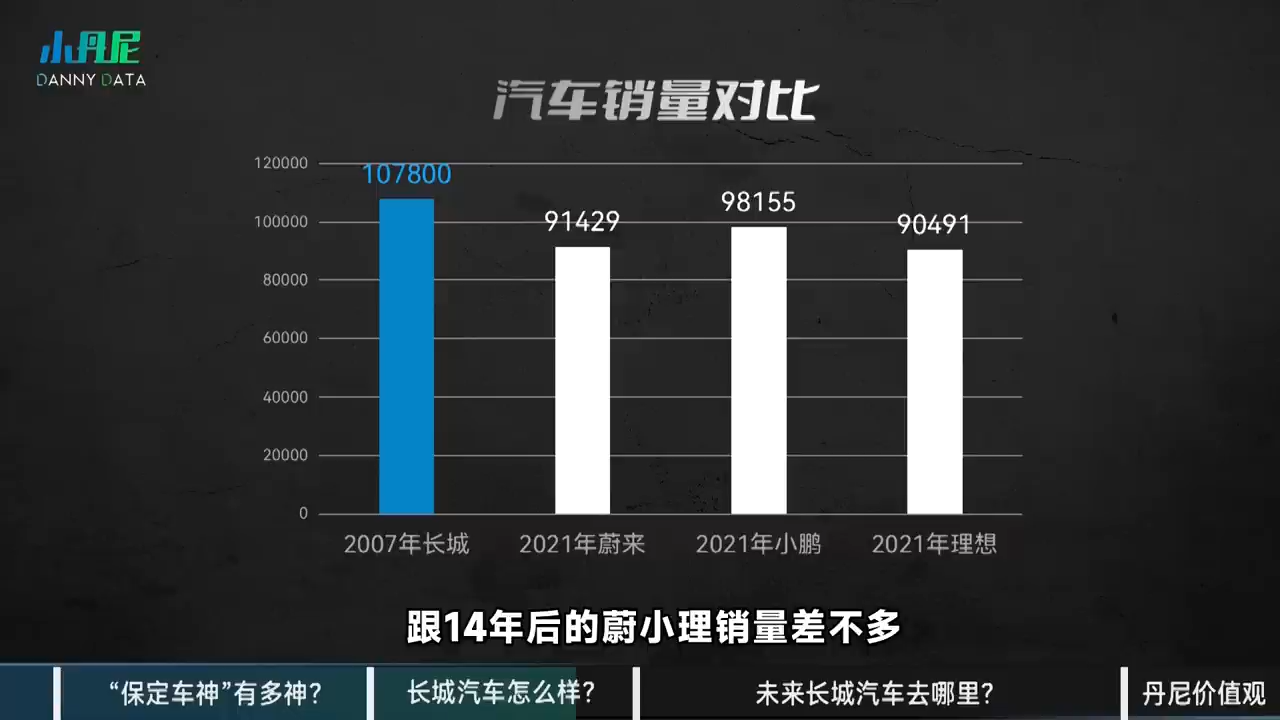 小丹尼
DANNY DATA
汽车销量对比
120000
107800
100000
91429
98155
90491
80000
60000
40000
20000
0
2007年长城
2021年蔚来
2021年小鹏
2021年理想
跟14年后的蔚小理销量差不多
“保定车神”有多神?
长城汽车怎么样?
未来长城汽车去哪里?
丹尼价值观